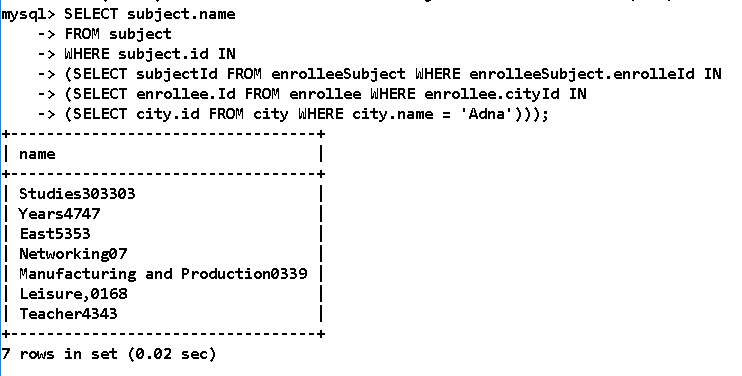 mysql> SELECT subject.name
-> FROM subject
-> WHERE subject.id IN
-> (SELECT subjectId FROM enrolleeSubject WHERE enrolleeSubject.enrolleId IN
-> (SELECT enrollee.Id FROM enrollee WHERE enrollee.cityId IN
-> (SELECT city.id FROM city WHERE city.name = 'Adna')));
+---------------------------------+
| name                            |
+---------------------------------+
| Studies303303                   |
| Years4747                       |
| East5353                        |
| Networking07                    |
| Manufacturing and Production0339 |
| Leisure,0168                    |
| Teacher4343                     |
+---------------------------------+
7 rows in set (0.02 sec)